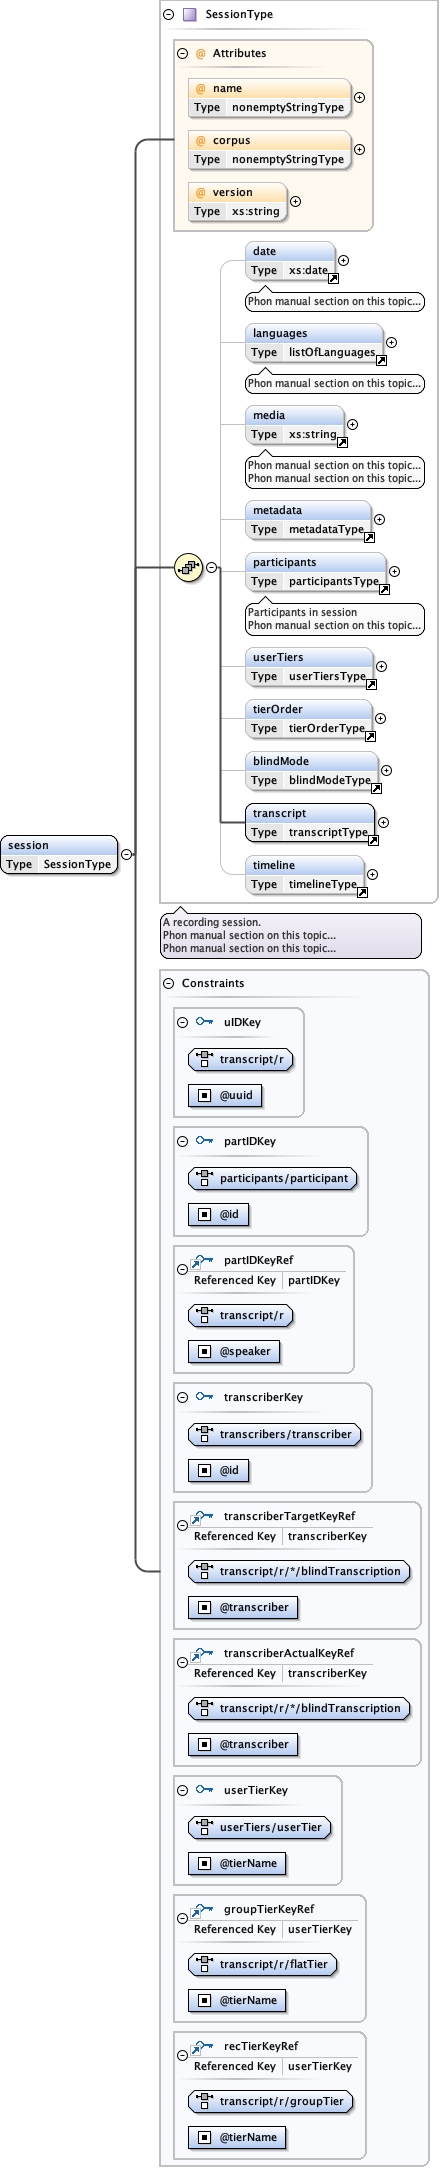 SessionType
@ Attributes
@ name
Type nonemptyStringType
@ corpus
Type nonemptyStringType
@ version
Type xs:string
date
Type xs:date
Phon manual section on this topic...
languages
Type listOfLanguages
Phon manual section on this topic...
media
Type xs:string
Phon manual section on this topic...
Phon manual section on this topic...
metadata
Type metadataType
participants
Type participantsType
Participants in session
Phon manual section on this topic...
userTiers
Type userTiersType
tierOrder
Type tierOrderType
blindMode
Type blindModeType
transcript
Type transcriptType
session
Type SessionType
timeline
Type timelineType
A recording session.
Phon manual section on this topic...
Phon manual section on this topic...
Constraints
uIDKey
transcript/r
@uuid
partIDKey
participants/participant
@id
partIDKeyRef
Referenced Key partIDKey
transcript/r
@speaker
transcriberKey
transcribers/transcriber
@id
transcriberTargetKeyRef
Referenced Key transcriberKey
transcript/r/*/blindTranscription
@transcriber
transcriberActualKeyRef
Referenced Key transcriberKey
transcript/r/*/blindTranscription
@transcriber
userTierKey
userTiers/userTier
@tierName
groupTierKeyRef
Referenced Key userTierKey
transcript/r/flatTier
@tierName
recTierKeyRef
Referenced Key userTierKey
transcript/r/groupTier
@tierName